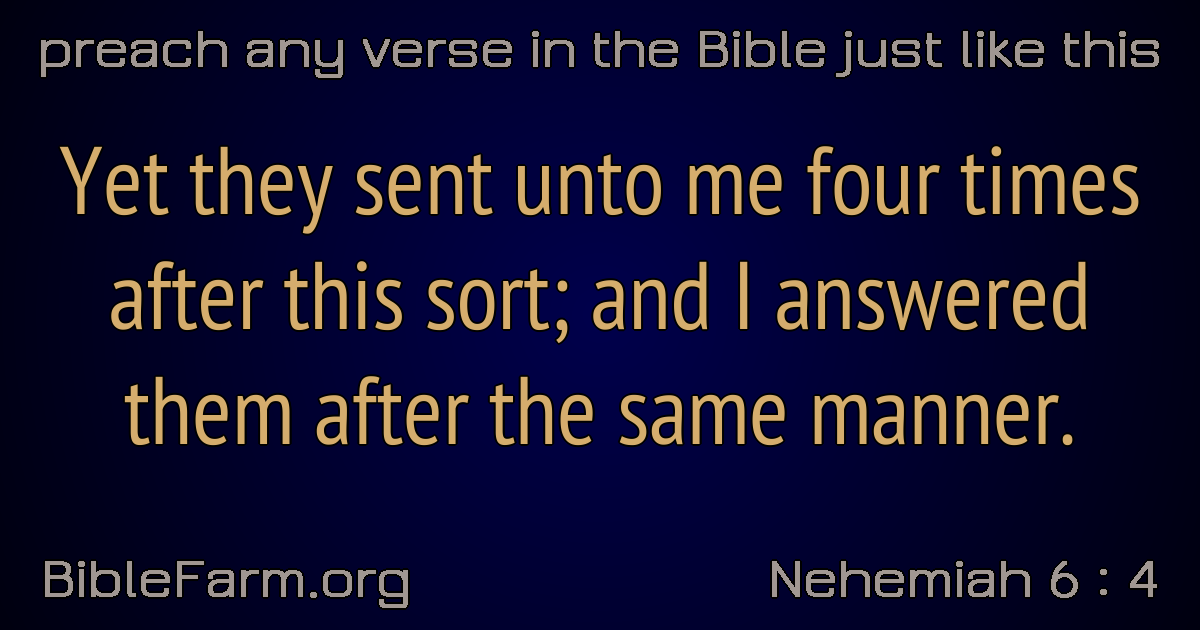 preach any verse in the Bible just like this
Yet they sent unto me four times
after this sort; and I answered
them after the same manner.
BibleFarm.org
Nehemiah 6 : 4